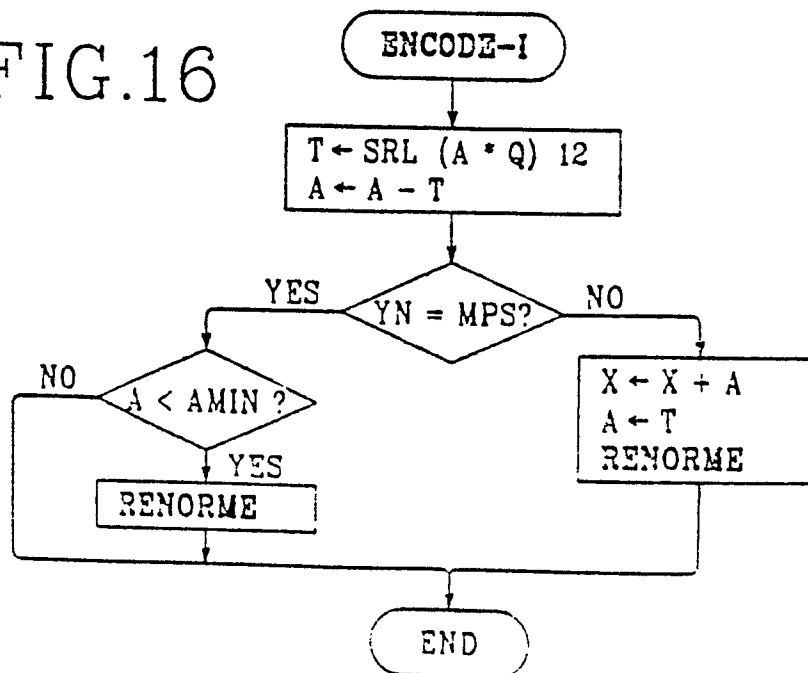 FIG.16
ENCODE-I
T ← SRL (A * Q) 12
A ← A - T
YN = MPS?
YES
NO
A < AMIN ?
NO
YES
RENORME
X ← X + A
A ← T
RENORME
END